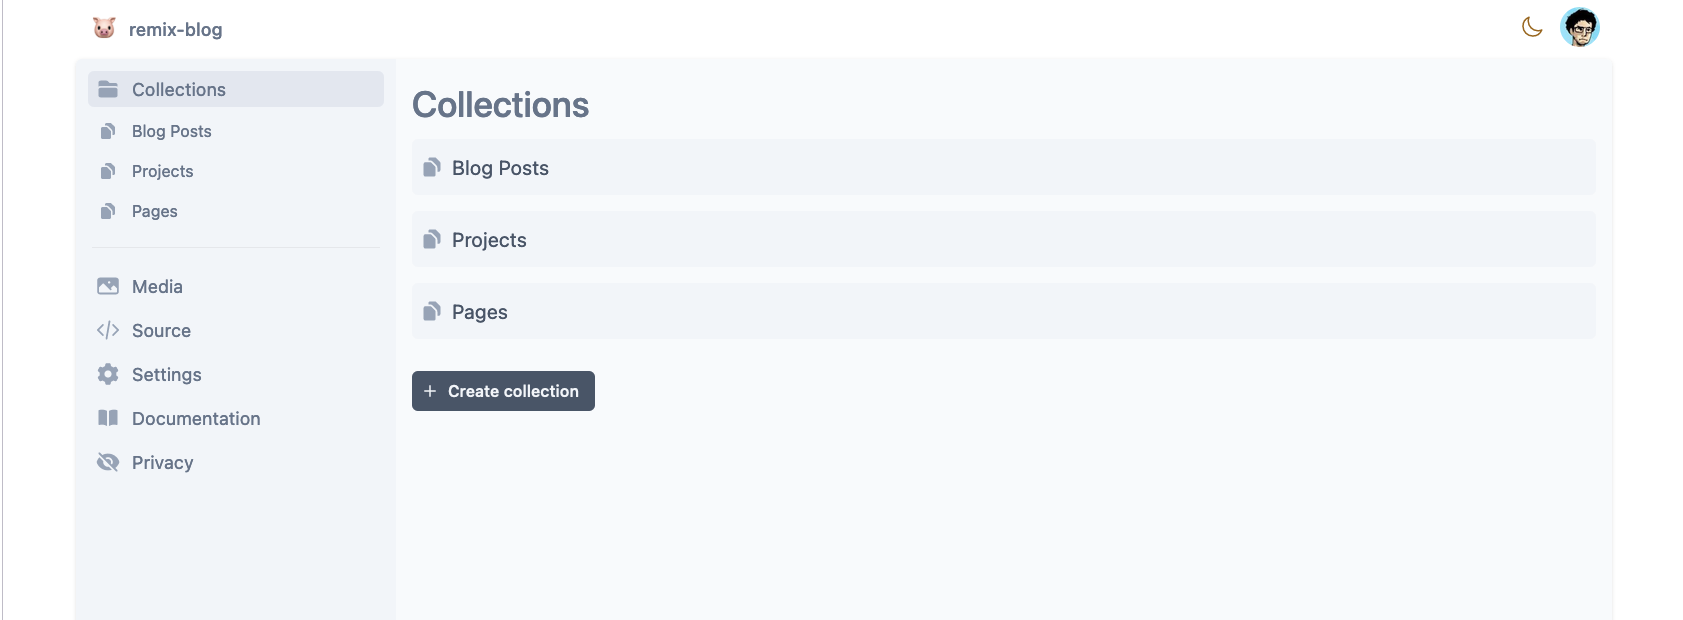 remix-blog
Collections
Blog Posts
Projects
Pages
Media
Source
Settings
Documentation
Privacy
Collections
Blog Posts
Projects
Pages
Create collection